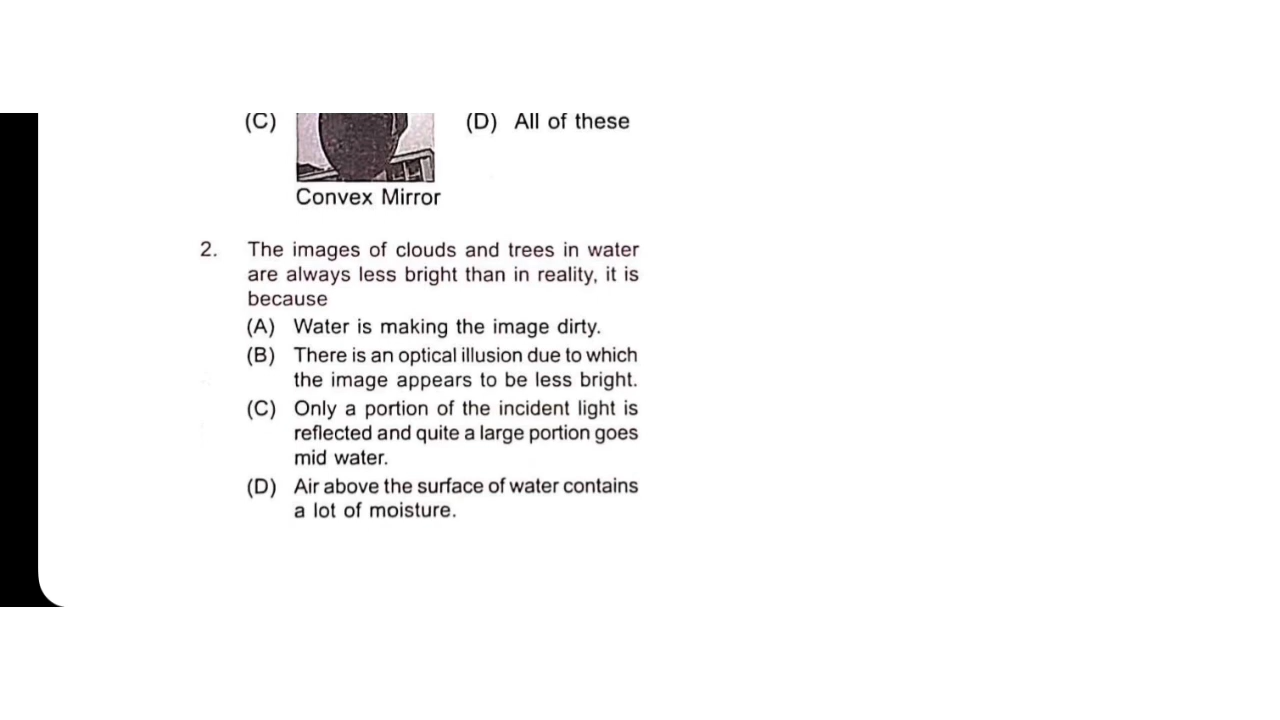 (C) (D) All of these
Convex Mirror
2. The images of clouds and trees in water
are always less bright than in reality, it is
because
(A) Water is making the image dirty.
(B) There is an optical illusion due to which
the image appears to be less bright.
(C) Only a portion of the incident light is
reflected and quite a large portion goes
mid water.
(D) Air above the surface of water contains
a lot of moisture.